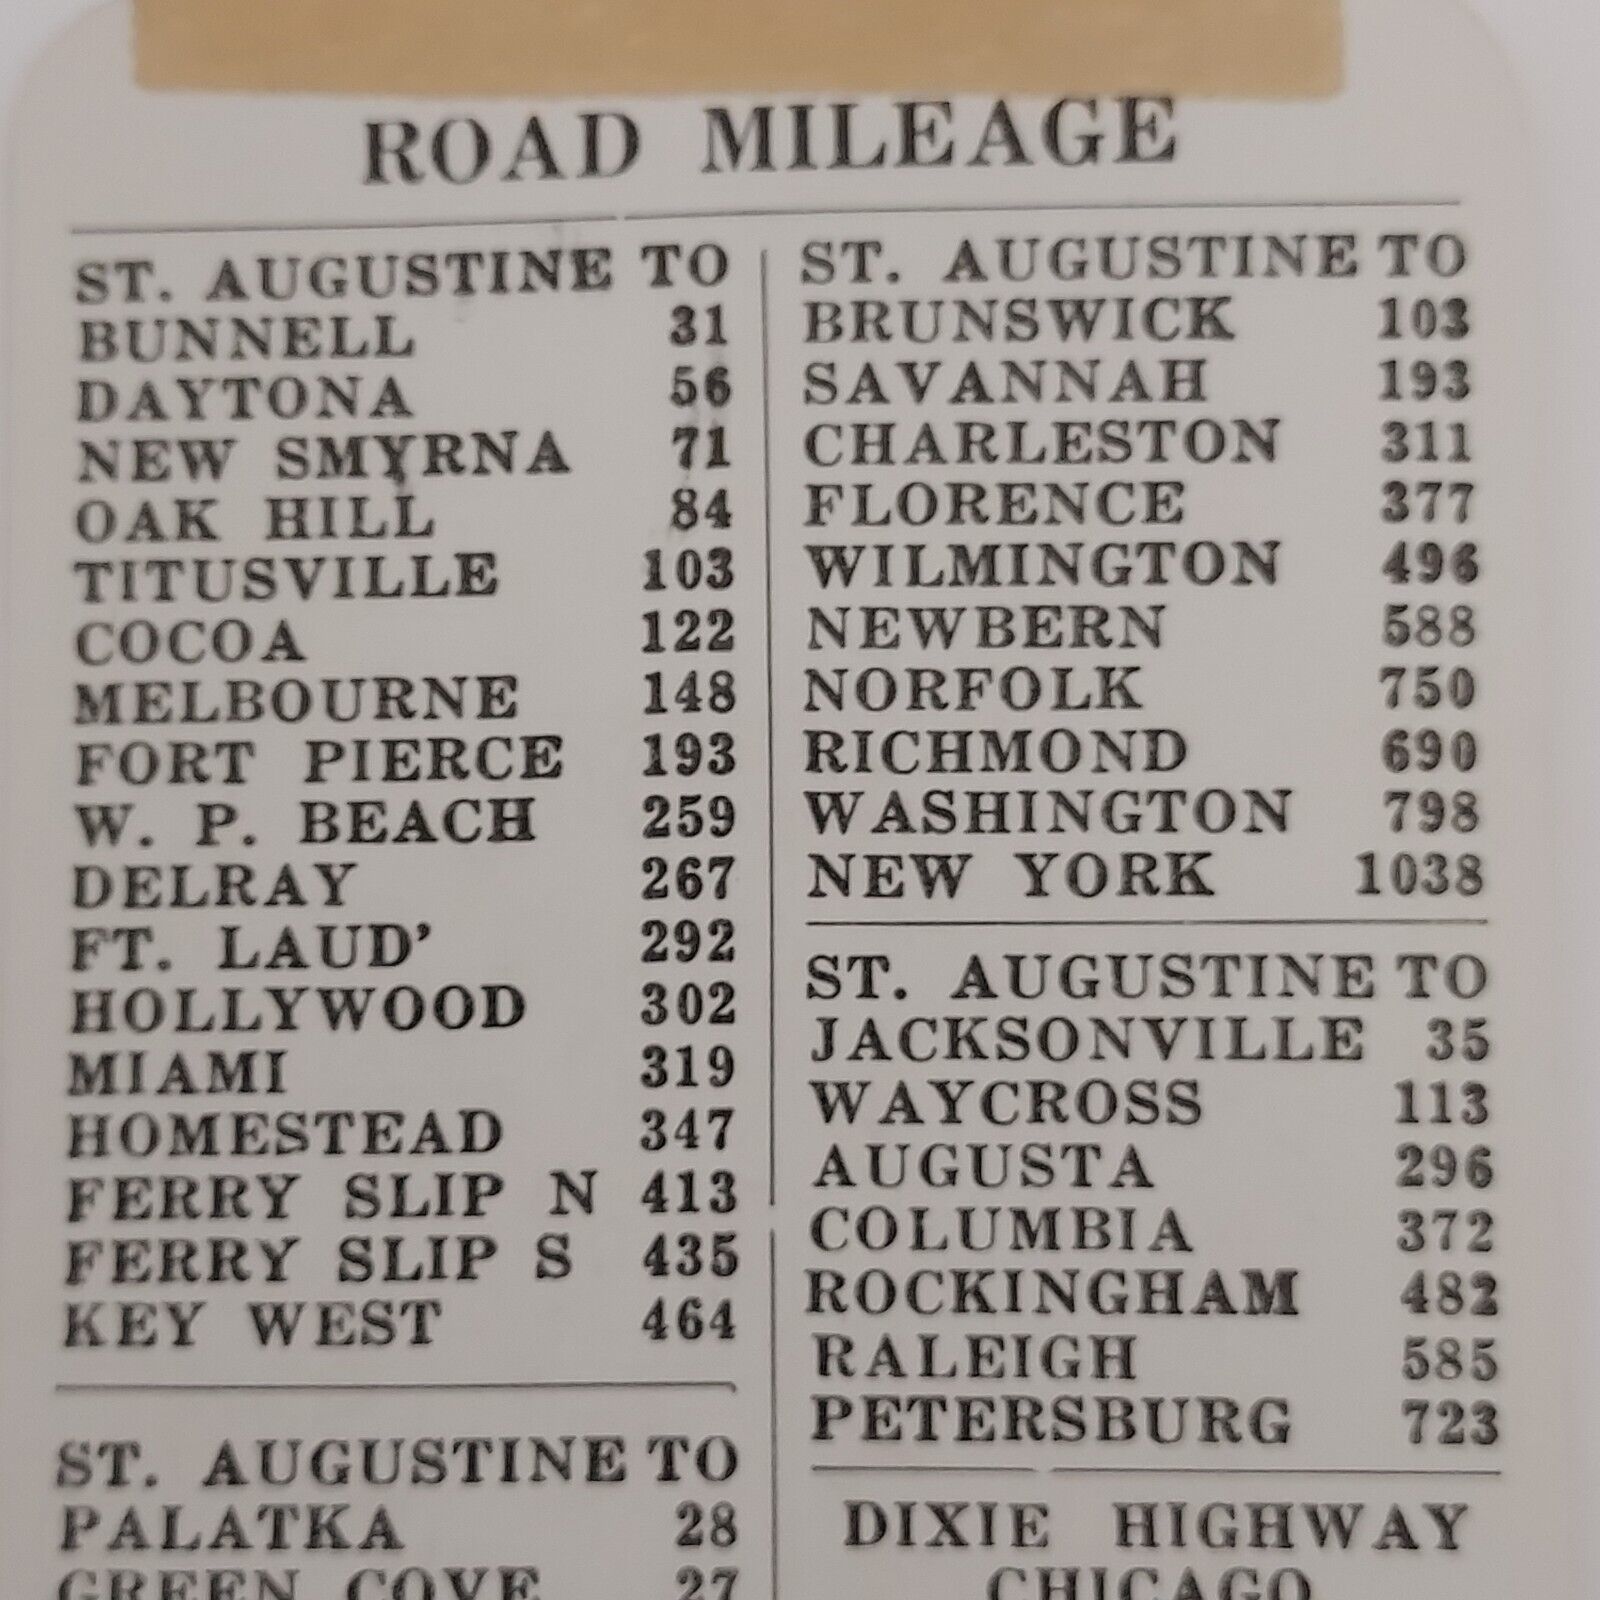 ROAD MILEAGE
ST. AUGUSTINE TO
BUNNELL 31
DAYTONA 56
NEW SMYRNA 71
OAK HILL 84
TITUSVILLE 103
COCOA 122
MELBOURNE 148
FORT PIERCE 193
W. P. BEACH 259
DELRAY 267
FT. LAUD' 292
HOLLYWOOD 302
MIAMI 319
HOMESTEAD 347
FERRY SLIP N 413
FERRY SLIP S 435
KEY WEST 464
ST. AUGUSTINE TO
PALATKA 28
GREEN COVE 27
ST. AUGUSTINE TO
BRUNSWICK 103
SAVANNAH 193
CHARLESTON 311
FLORENCE 377
WILMINGTON 496
NEWBERN 588
NORFOLK 750
RICHMOND 690
WASHINGTON 798
NEW YORK 1038
ST. AUGUSTINE TO
JACKSONVILLE 35
WAYCROSS 113
AUGUSTA 296
COLUMBIA 372
ROCKINGHAM 482
RALEIGH 585
PETERSBURG 723
DIXIE HIGHWAY
CHICAGO